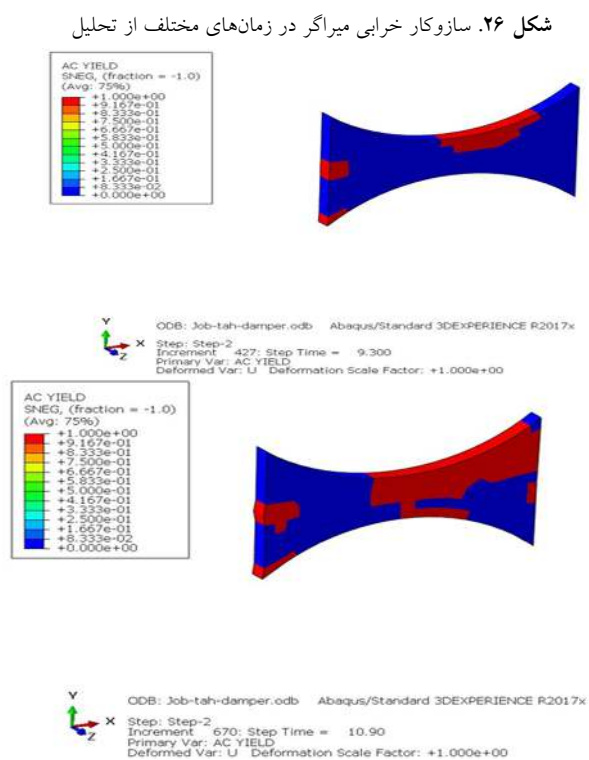 شکل ۲۶. سازوکار خرابی میراگر در زمان‌های مختلف از تحلیل
AC YIELD
SNEG, (fraction = -1.0)
(Avg: 75%)
+1.000e+00
+9.167e-01
+8.333e-01
+7.500e-01
+6.667e-01
+5.833e-01
+5.000e-01
+4.167e-01
+3.333e-01
+2.500e-01
+1.667e-01
+8.333e-02
+0.000e+00
Y
X
Z
ODB: Job-tah-damper.odb Abaqus/Standard 3DEXPERIENCE R2017x
Step: Step-2
Increment 427: Step Time = 9.300
Primary Var: AC YIELD
Deformed Var: U Deformation Scale Factor: +1.000e+00
AC YIELD
SNEG, (fraction = -1.0)
(Avg: 75%)
+1.000e+00
+9.167e-01
+8.333e-01
+7.500e-01
+6.667e-01
+5.833e-01
+5.000e-01
+4.167e-01
+3.333e-01
+2.500e-01
+1.667e-01
+8.333e-02
+0.000e+00
Y
X
Z
ODB: Job-tah-damper.odb Abaqus/Standard 3DEXPERIENCE R2017x
Step: Step-2
Increment 670: Step Time = 10.90
Primary Var: AC YIELD
Deformed Var: U Deformation Scale Factor: +1.000e+00